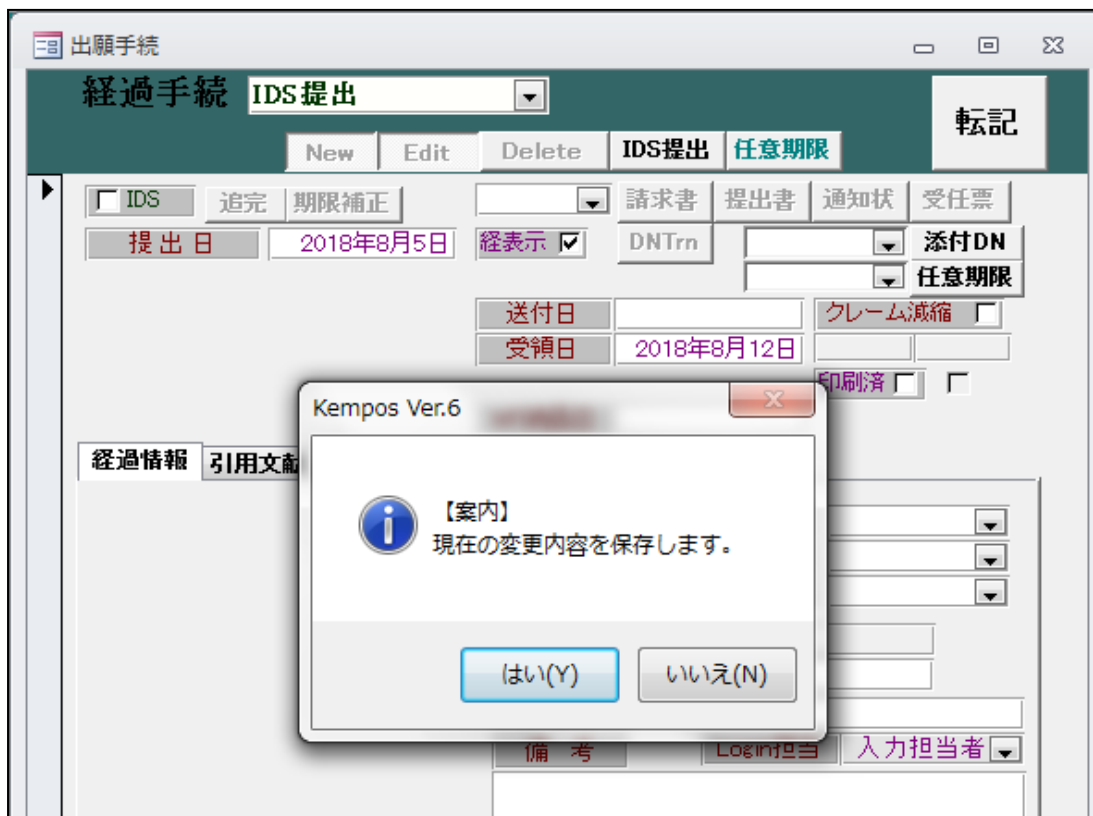 出願手続
経過手続 IDS提出
転記
New Edit Delete IDS提出 任意期限
IDS 追完 期限補正 請求書 提出書 通知状 受任票
提出日 2018年8月5日 経表示 DNTrn 添付DN
任意期限
送付日 クレーム減縮
受領日 2018年8月12日
印刷済
Kempos Ver.6
経過情報 引用文献
【案内】
現在の変更内容を保存します。
はい(Y) いいえ(N)
備考 Login担当 入力担当者